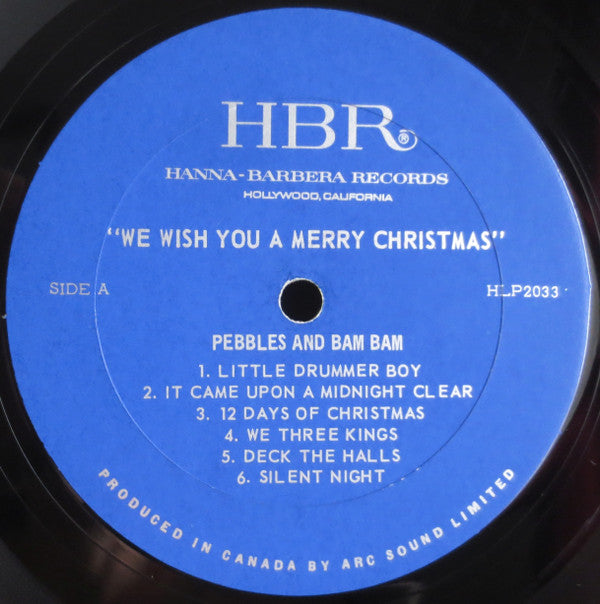 HBR®
HANNA-BARBERA RECORDS
HOLLYWOOD, CALIFORNIA
"WE WISH YOU A MERRY CHRISTMAS"
SIDE A
HLP2033
PEBBLES AND BAM BAM
1. LITTLE DRUMMER BOY
2. IT CAME UPON A MIDNIGHT CLEAR
3. 12 DAYS OF CHRISTMAS
4. WE THREE KINGS
5. DECK THE HALLS
6. SILENT NIGHT
PRODUCED IN CANADA BY ARC SOUND LIMITED